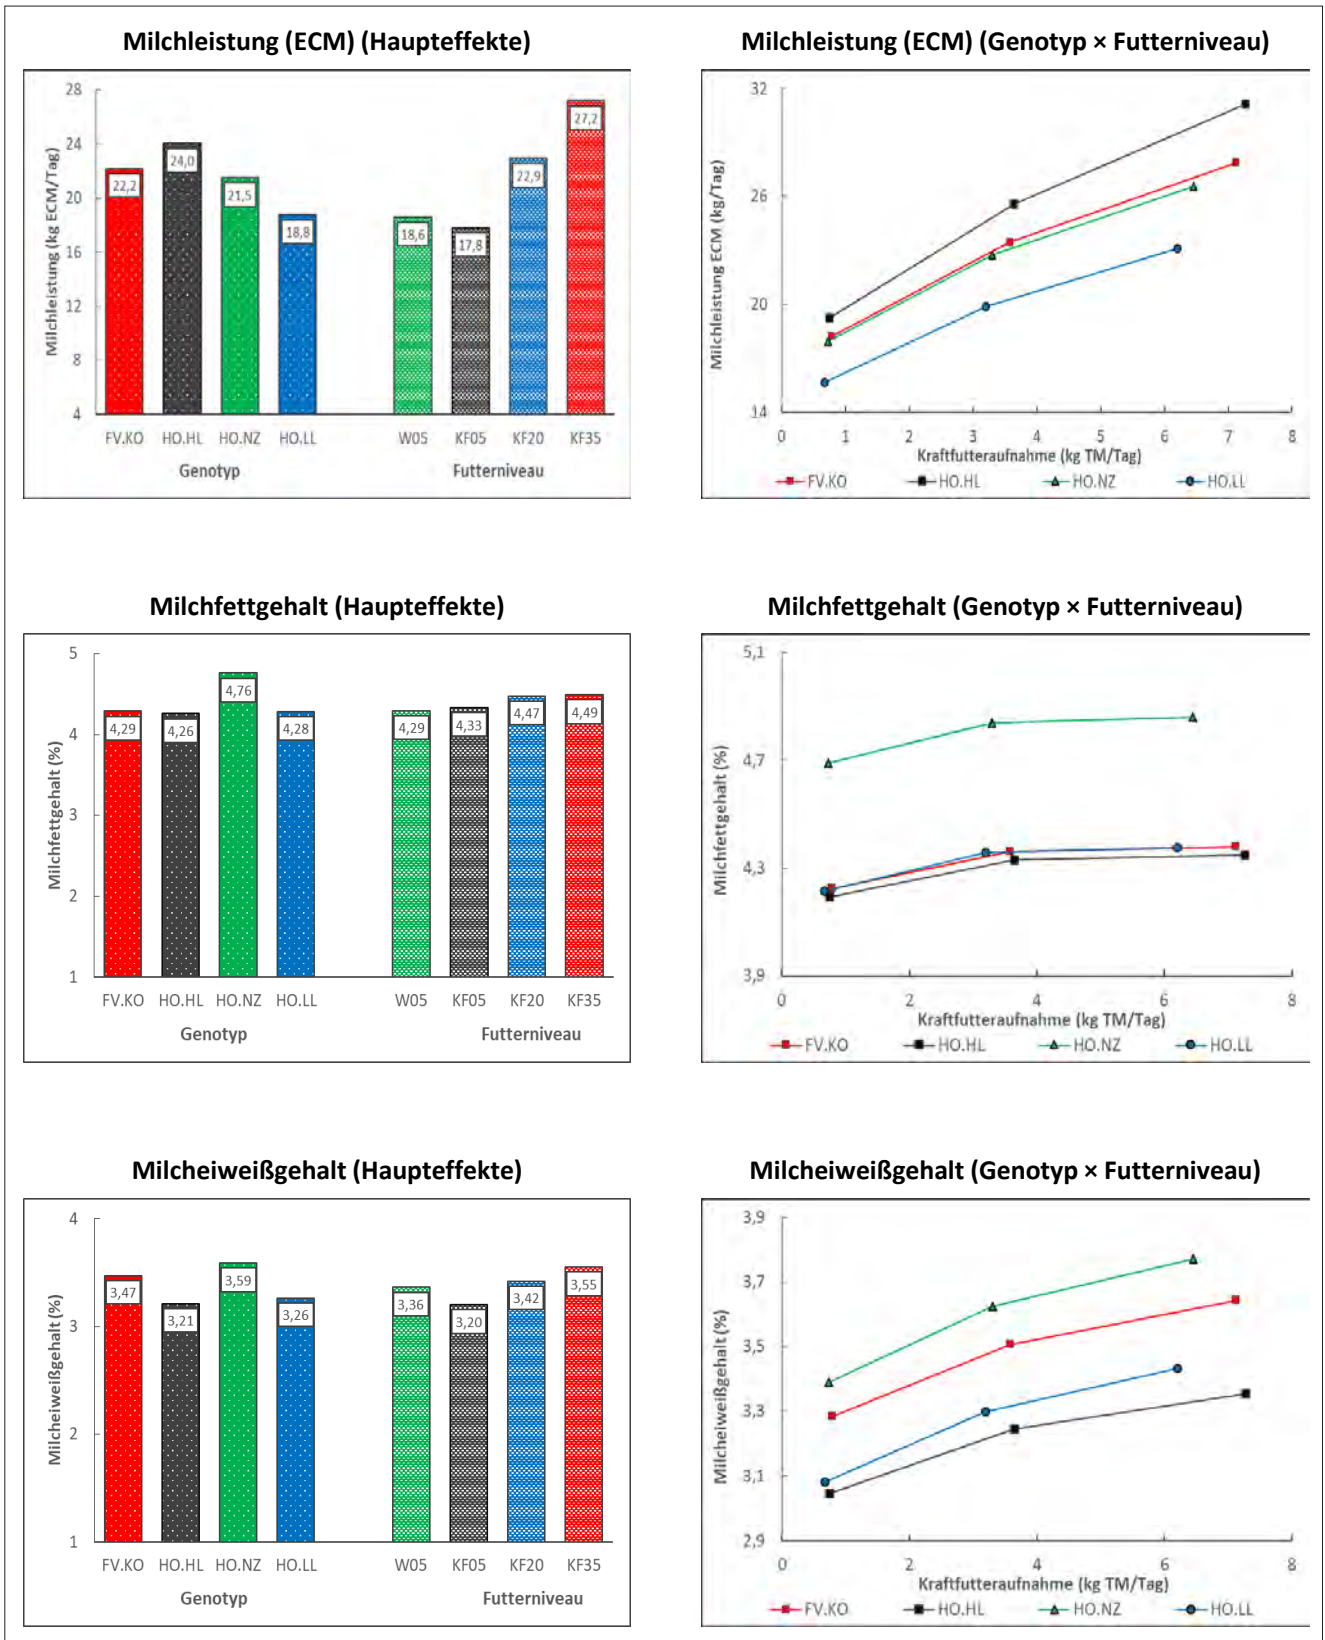 Milchleistung (ECM) (Haupteffekte)
Milchleistung (kg ECM/Tag)
28
24
20
16
12
8
4
22,2
24,0
21,5
18,8
18,6
17,8
22,9
27,2
FV.KO HO.HL HO.NZ HO.LL W05 KF05 KF20 KF35
Genotyp Futterniveau
Milchleistung (ECM) (Genotyp × Futterniveau)
Milchleistung ECM (kg/Tag)
32
26
20
14
0 1 2 3 4 5 6 7 8
Kraftfutteraufnahme (kg TM/Tag)
FV.KO HO.HL HO.NZ HO.LL
Milchfettgehalt (Haupteffekte)
Milchfettgehalt (%)
5
4
3
2
1
4,29
4,26
4,76
4,28
4,29
4,33
4,47
4,49
FV.KO HO.HL HO.NZ HO.LL W05 KF05 KF20 KF35
Genotyp Futterniveau
Milchfettgehalt (Genotyp × Futterniveau)
Milchfettgehalt (%)
5,1
4,7
4,3
3,9
0 2 4 6 8
Kraftfutteraufnahme (kg TM/Tag)
FV.KO HO.HL HO.NZ HO.LL
Milcheiweißgehalt (Haupteffekte)
Milcheiweißgehalt (%)
4
3
2
1
3,47
3,21
3,59
3,26
3,36
3,20
3,42
3,55
FV.KO HO.HL HO.NZ HO.LL W05 KF05 KF20 KF35
Genotyp Futterniveau
Milcheiweißgehalt (Genotyp × Futterniveau)
Milcheiweißgehalt (%)
3,9
3,7
3,5
3,3
3,1
2,9
0 2 4 6 8
Kraftfutteraufnahme (kg TM/Tag)
FV.KO HO.HL HO.NZ HO.LL